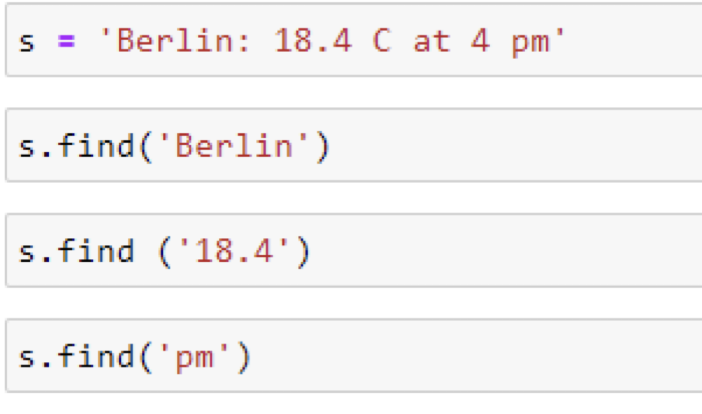 s = 'Berlin: 18.4 C at 4 pm'
s.find('Berlin')
s.find ('18.4')
s.find('pm')